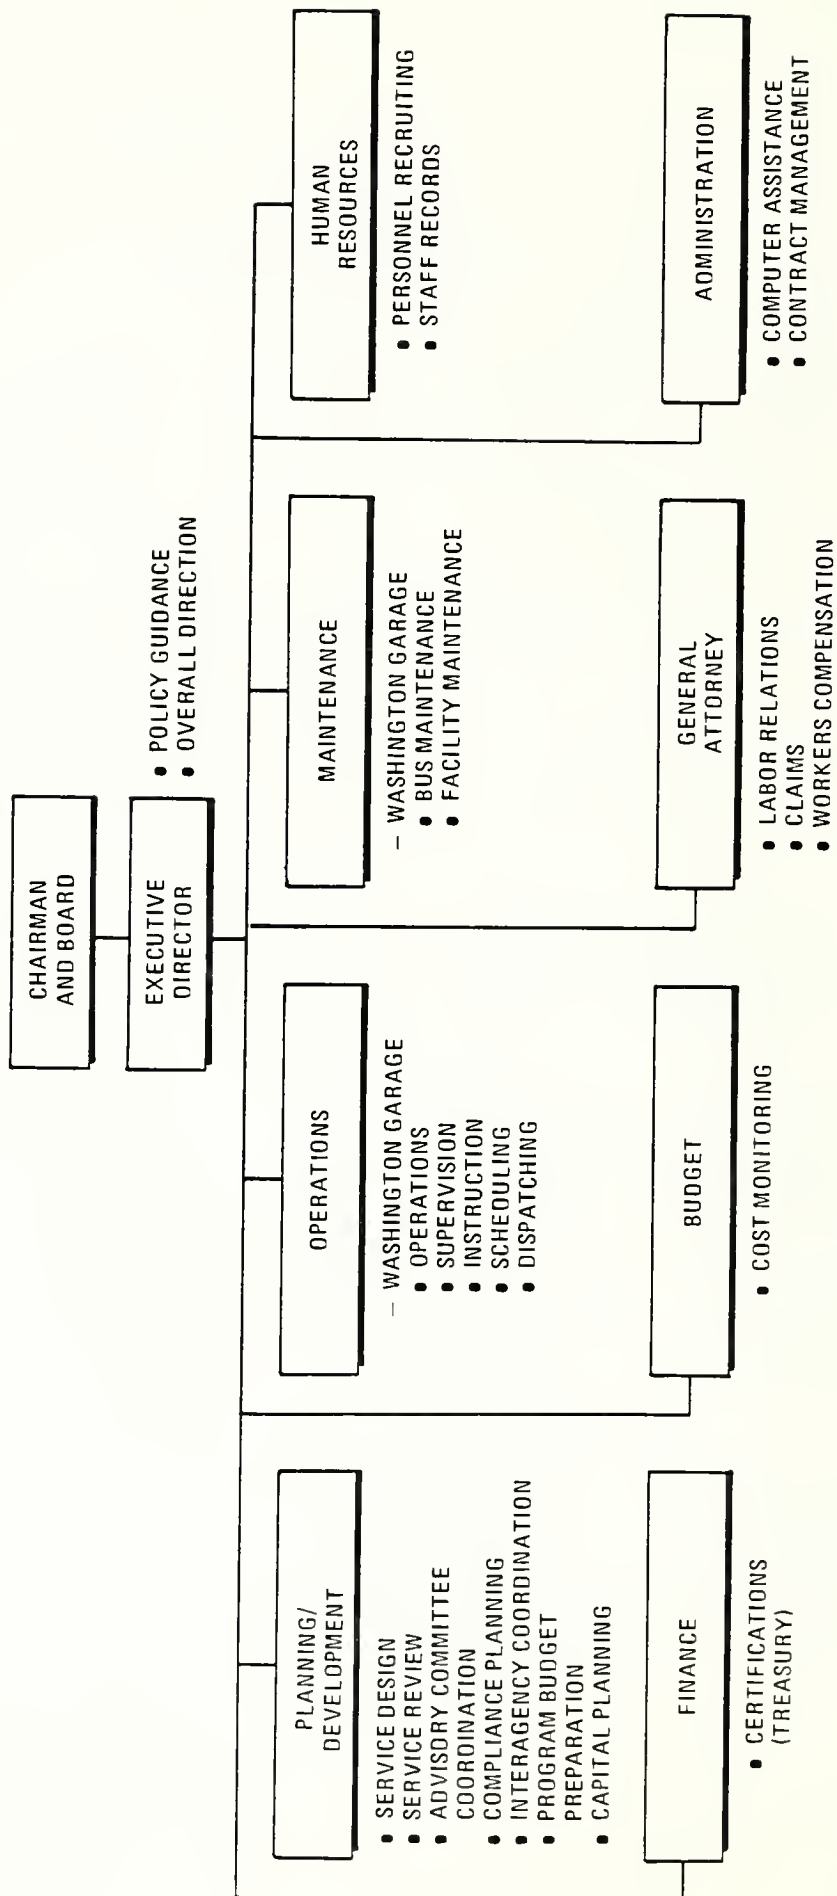 CHAIRMAN
AND BOARD
EXECUTIVE
DIRECTOR
• POLICY GUIDANCE
• OVERALL DIRECTION
PLANNING/
DEVELOPMENT
• SERVICE DESIGN
• SERVICE REVIEW
• ADVISORY COMMITTEE
COORDINATION
• COMPLIANCE PLANNING
• INTERAGENCY COORDINATION
• PROGRAM BUDGET
PREPARATION
• CAPITAL PLANNING
OPERATIONS
– WASHINGTON GARAGE
• OPERATIONS
• SUPERVISION
• INSTRUCTION
• SCHEDULING
• DISPATCHING
MAINTENANCE
– WASHINGTON GARAGE
• BUS MAINTENANCE
• FACILITY MAINTENANCE
HUMAN
RESOURCES
• PERSONNEL RECRUITING
• STAFF RECORDS
FINANCE
• CERTIFICATIONS
(TREASURY)
BUDGET
• COST MONITORING
GENERAL
ATTORNEY
• LABOR RELATIONS
• CLAIMS
• WORKERS COMPENSATION
ADMINISTRATION
• COMPUTER ASSISTANCE
• CONTRACT MANAGEMENT